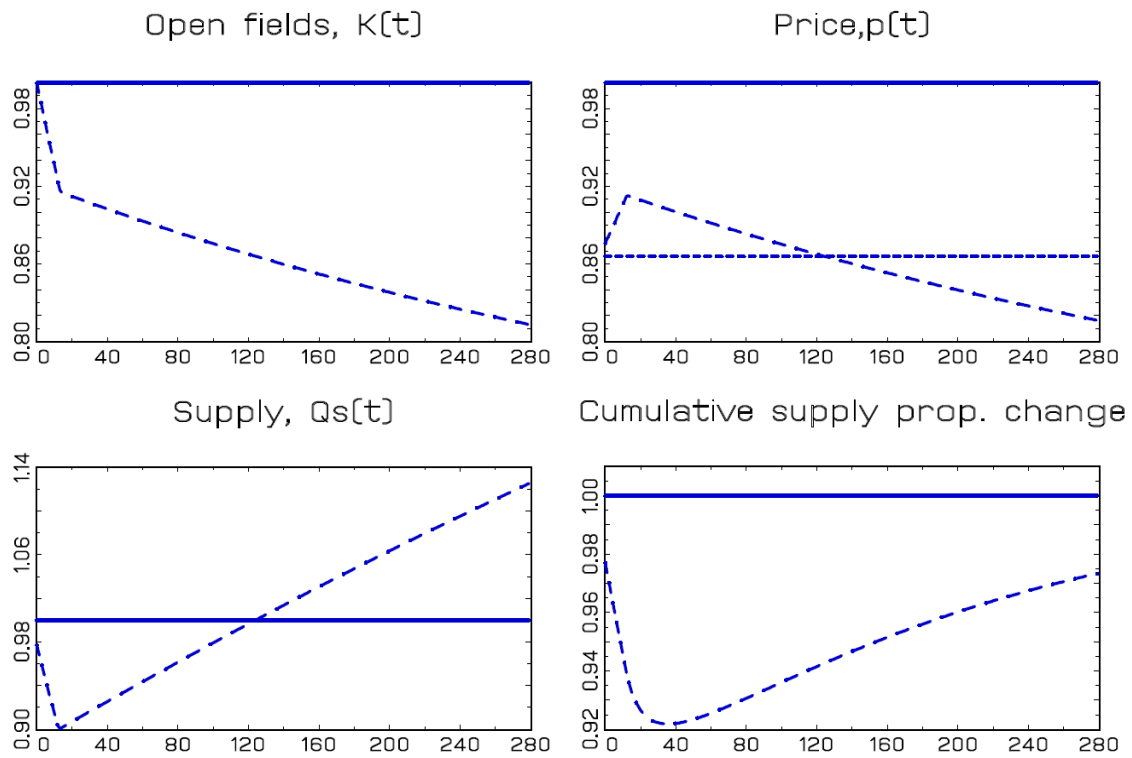 Open fields, K(t)
0.98
0.92
0.86
0.80
0 40 80 120 160 200 240 280
Price,p(t)
0.98
0.92
0.86
0.80
0 40 80 120 160 200 240 280
Supply, Qs(t)
1.14
1.06
0.98
0.90
0 40 80 120 160 200 240 280
Cumulative supply prop. change
1.00
0.98
0.96
0.94
0.92
0 40 80 120 160 200 240 280